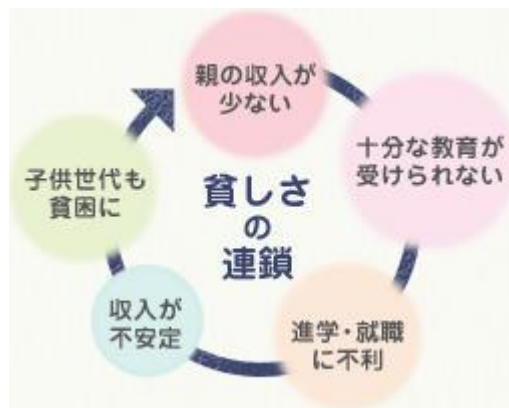 親の収入が
少ない
十分な教育が
受けられない
進学・就職
に不利
収入が
不安定
子供世代も
貧困に
貧しさ
の
連鎖